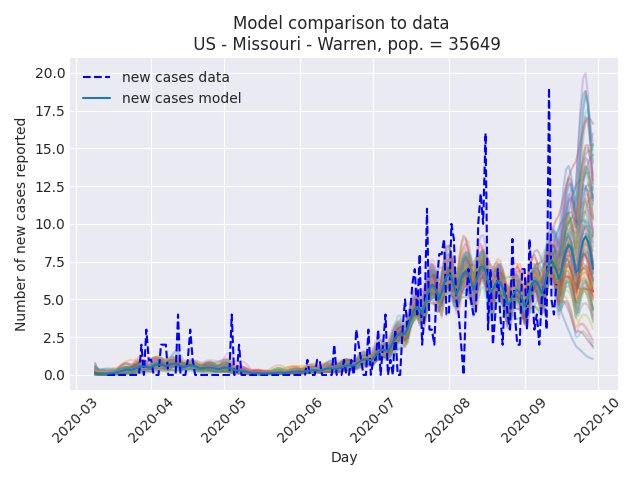 Model comparison to data
US - Missouri - Warren, pop. = 35649
new cases data
new cases model
Number of new cases reported
20.0
17.5
15.0
12.5
10.0
7.5
5.0
2.5
0.0
2020-03
2020-04
2020-05
2020-06
2020-07
2020-08
2020-09
2020-10
Day